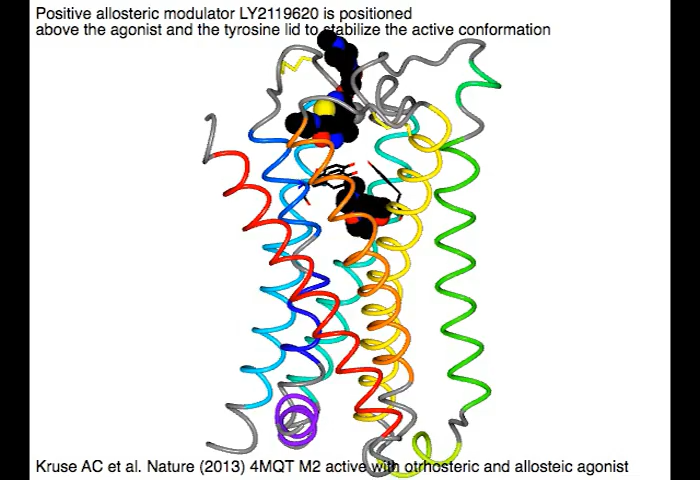 Positive allosteric modulator LY2119620 is positioned
above the agonist and the tyrosine lid to stabilize the active conformation
Kruse AC et al. Nature (2013) 4MQT M2 active with otrhosteric and allosteic agonist